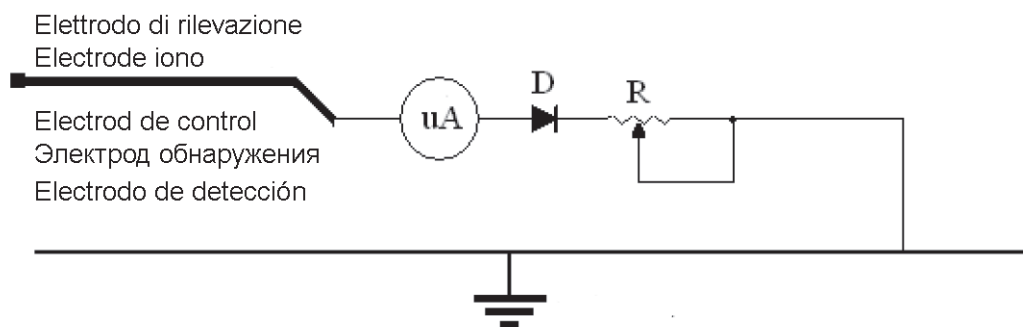 Elettrodo di rilevazione
Electrode iono
Electrod de control
Электрод обнаружения
Electrodo de detección
uA
D
R